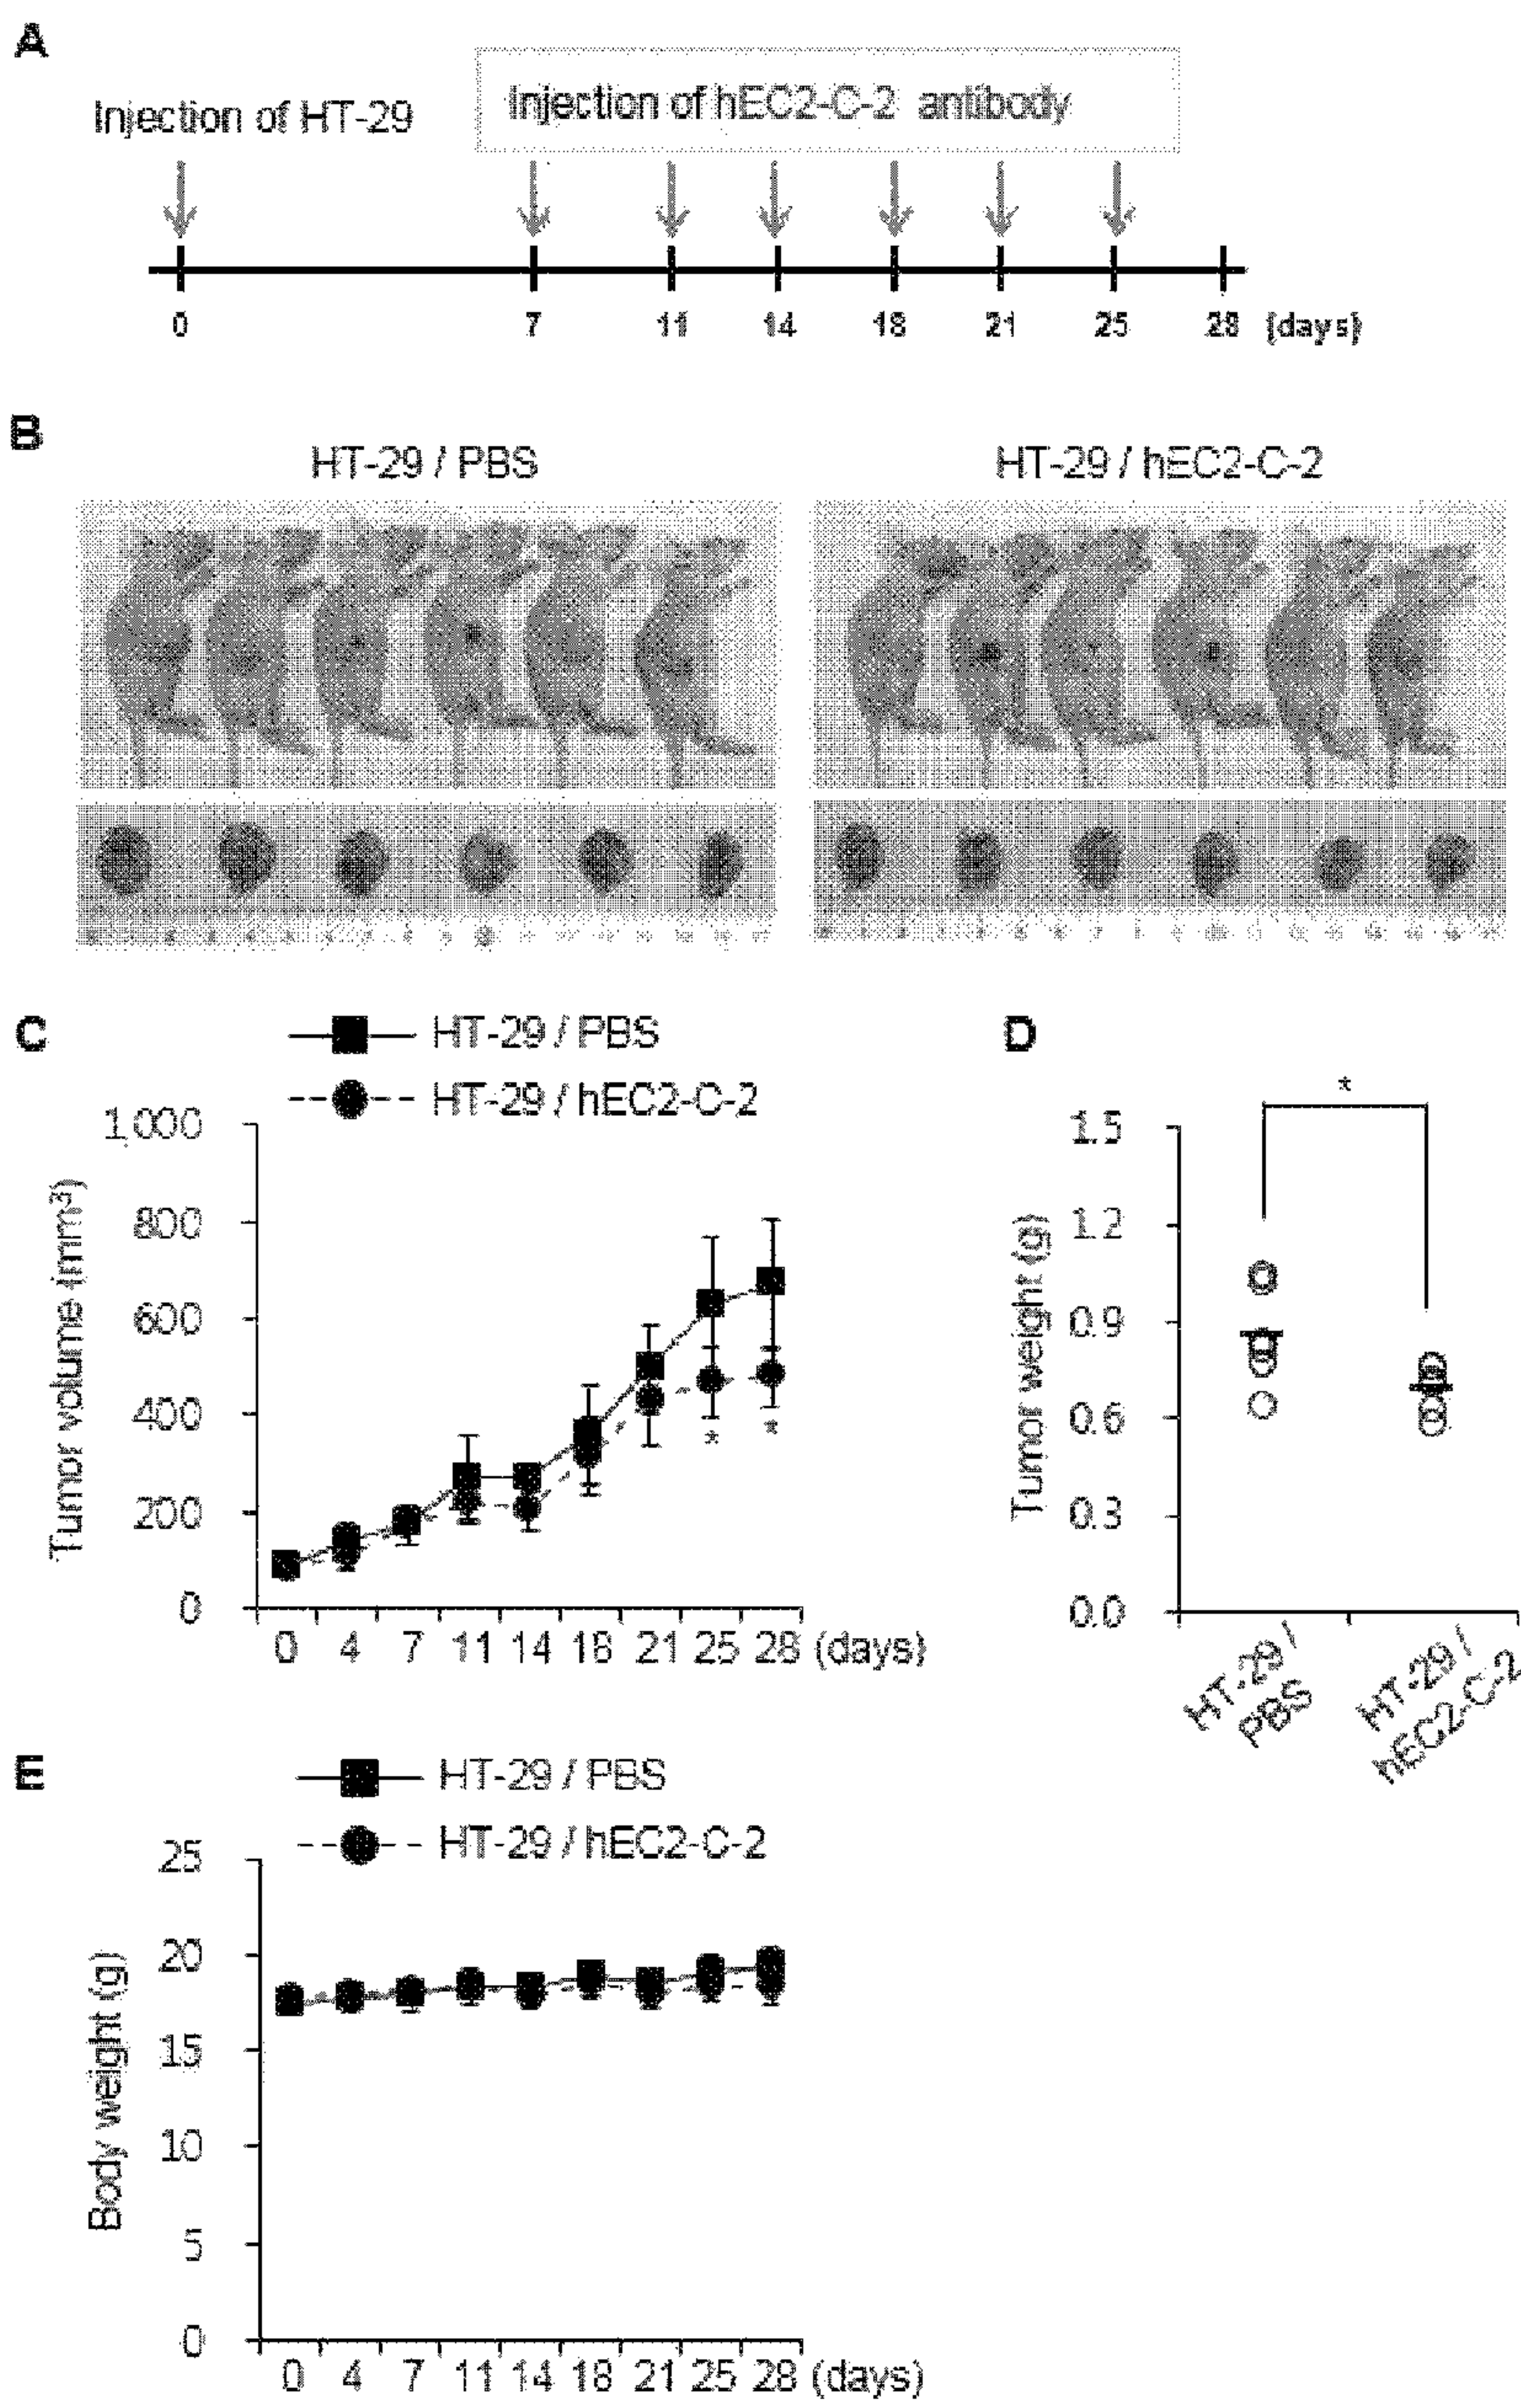 A
Injection of HT-29
Injection of hEC2-C-2 antibody
0 7 11 14 18 21 25 28 (days)
B
HT-29 / PBS
HT-29 / hEC2-C-2
C
HT-29 / PBS
HT-29 / hEC2-C-2
1,000
800
600
400
200
0
Tumor volume (mm³)
0 4 7 11 14 18 21 25 28 (days)
*
*
D
*
1.5
1.2
0.9
0.6
0.3
0.0
Tumor weight (g)
HT-29 /
PBS
HT-29 /
hEC2-C-2
E
HT-29 / PBS
HT-29 / hEC2-C-2
25
20
15
10
5
0
Body weight (g)
0 4 7 11 14 18 21 25 28 (days)